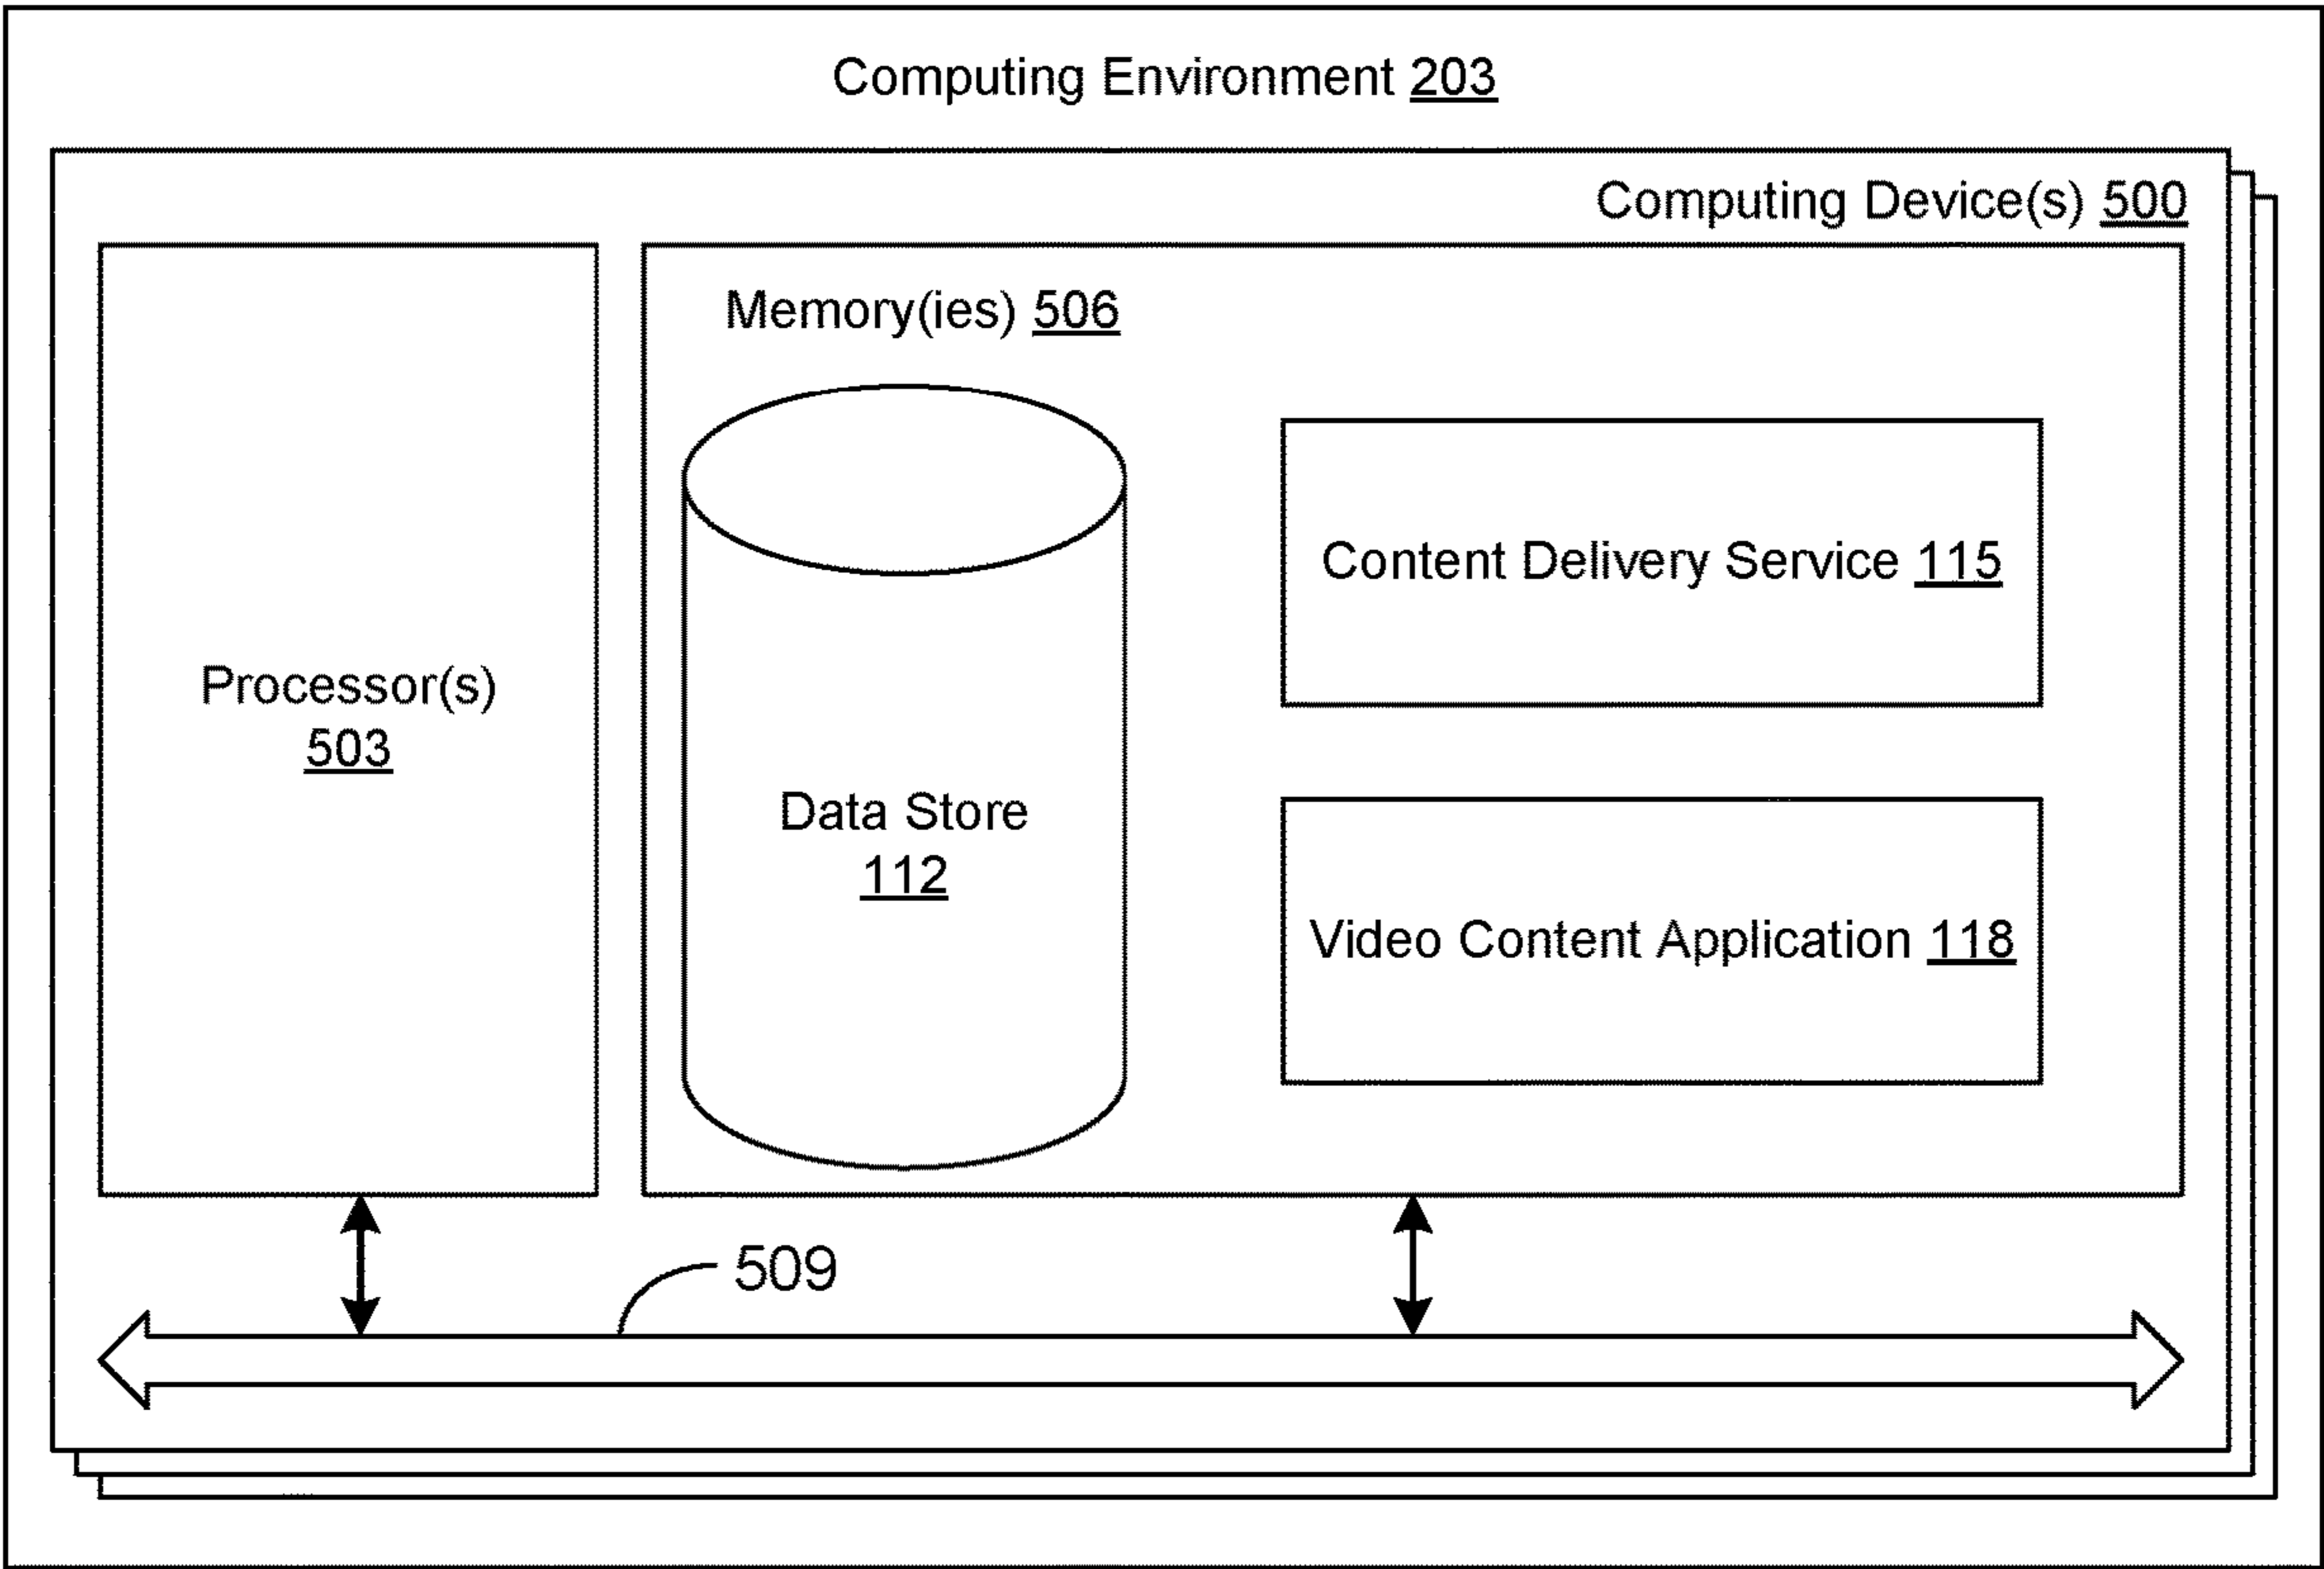 Computing Environment 203
Computing Device(s) 500
Memory(ies) 506
Content Delivery Service 115
Processor(s)
503
Data Store
112
Video Content Application 118
509